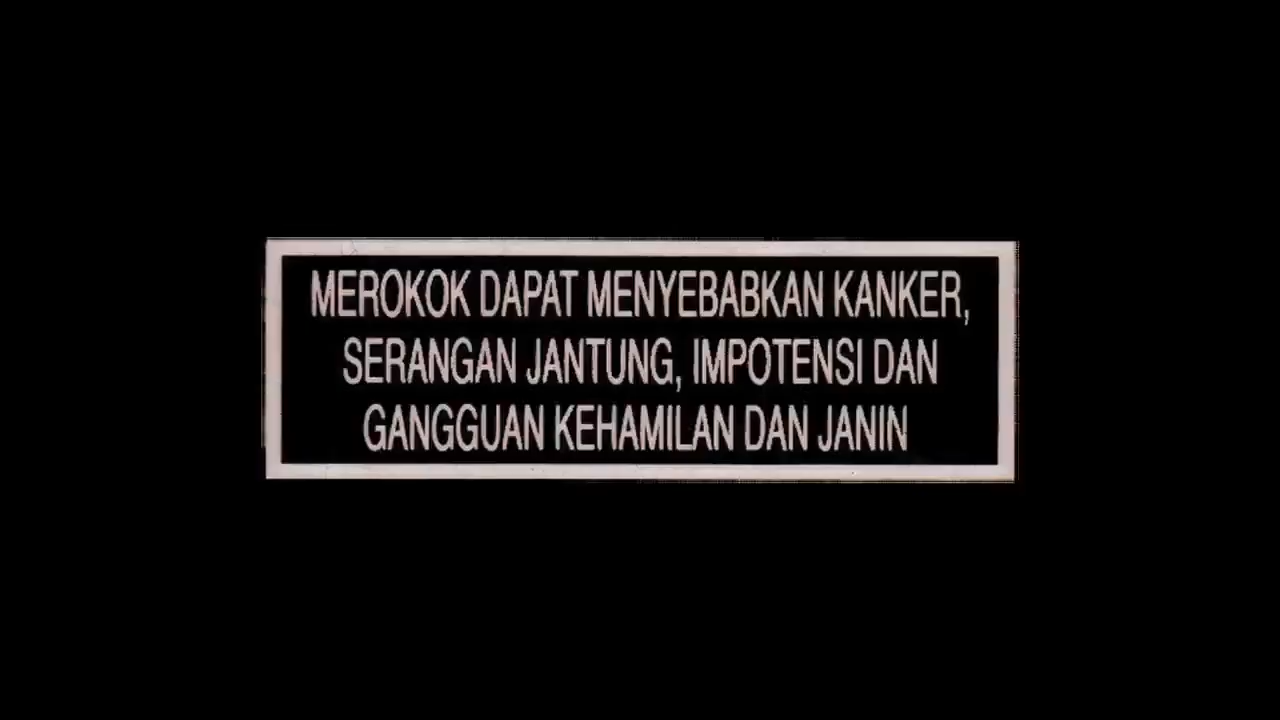 MEROKOK DAPAT MENYEBABKAN KANKER,
SERANGAN JANTUNG, IMPOTENSI DAN
GANGGUAN KEHAMILAN DAN JANIN